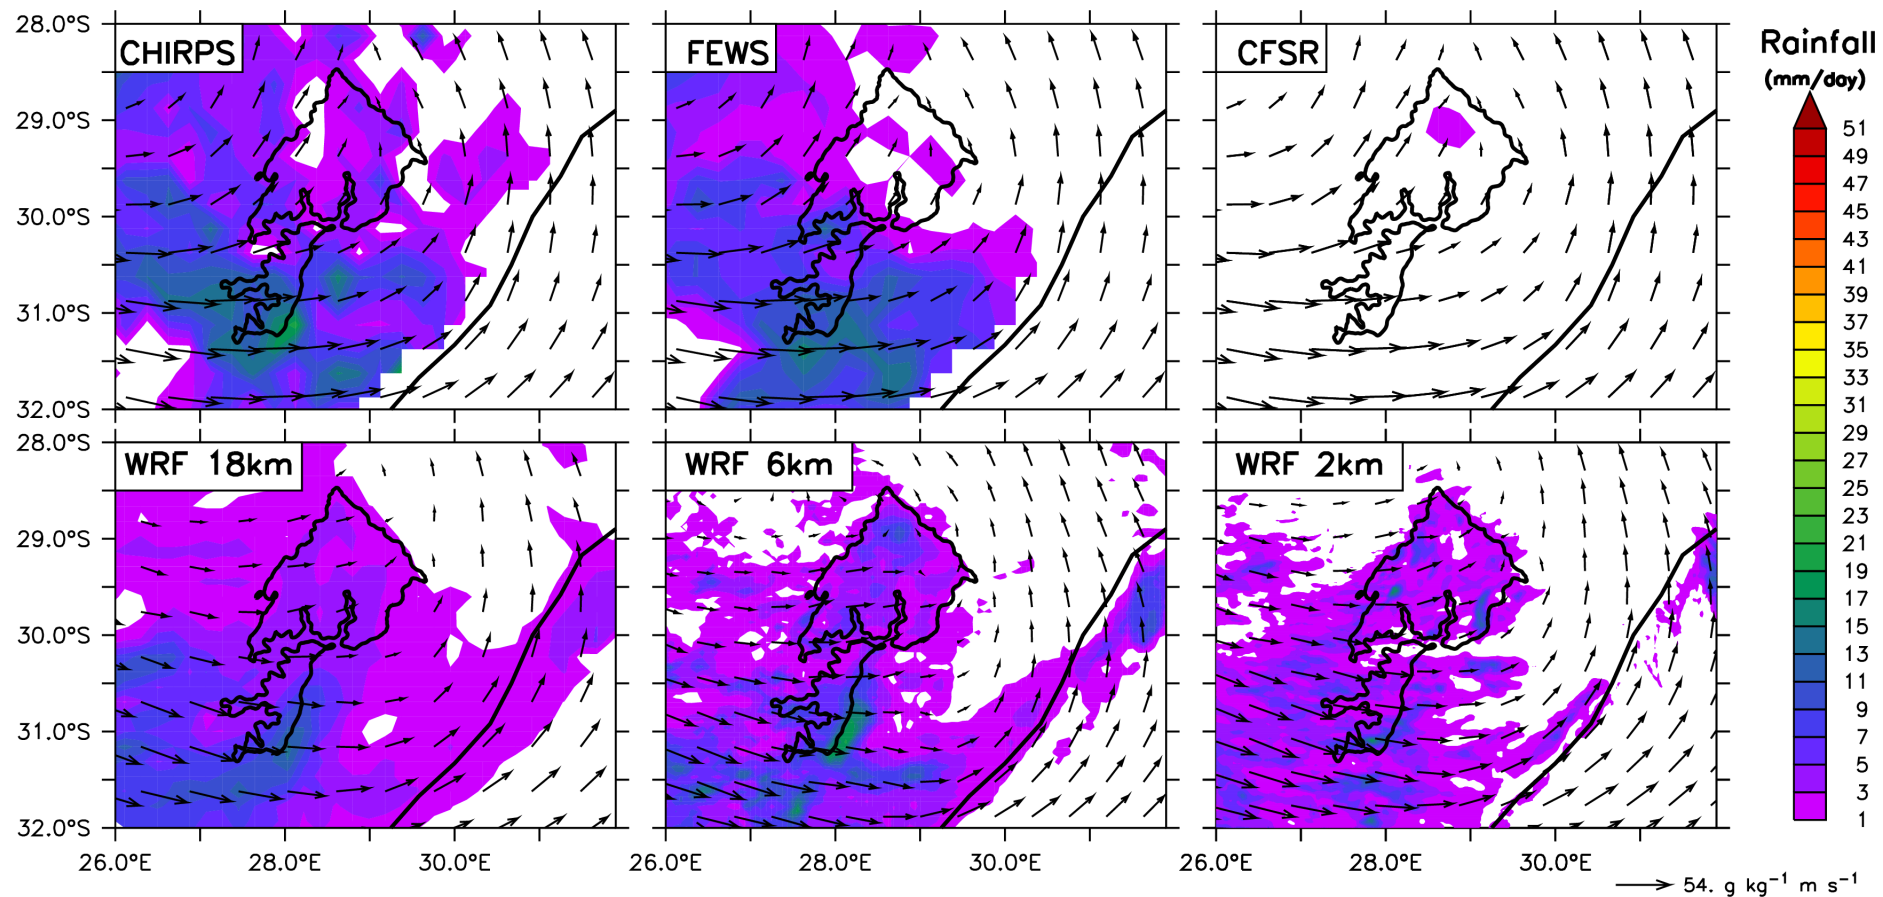 28.0°S
29.0°S
30.0°S
31.0°S
32.0°S
CHIRPS
FEWS
CFSR
28.0°S
29.0°S
30.0°S
31.0°S
32.0°S
WRF 18km
WRF 6km
WRF 2km
26.0°E 28.0°E 30.0°E
26.0°E 28.0°E 30.0°E
26.0°E 28.0°E 30.0°E
Rainfall
(mm/day)
51
49
47
45
43
41
39
37
35
33
31
29
27
25
23
21
19
17
15
13
11
9
7
5
3
1
54. g kg⁻¹ m s⁻¹